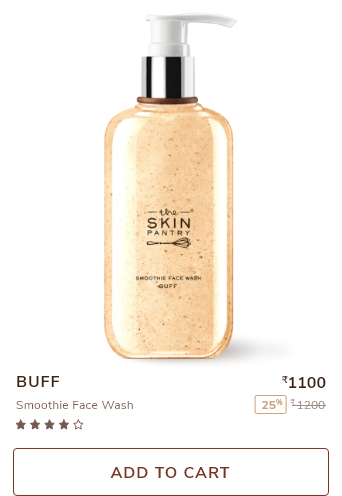 the
SKIN
PANTRY
SMOOTHIE FACE WASH
BUFF
BUFF ₹1100
Smoothie Face Wash 25% ₹1200
ADD TO CART